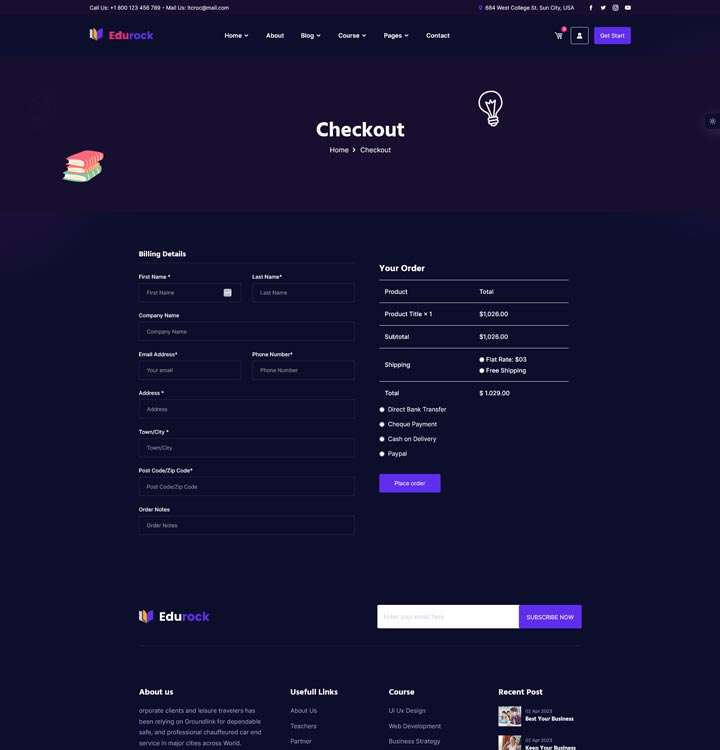 Call Us: +1 800 123 456 789 - Mail Us: Itcroc@mail.com
684 West College St. Sun City, USA
Edurock
Home
About
Blog
Course
Pages
Contact
Get Start
Checkout
Home > Checkout
Billing Details
First Name *
Last Name*
First Name
Last Name
Company Name
Company Name
Email Address*
Phone Number*
Your email
Phone Number
Address *
Address
Town/City *
Town/City
Post Code/Zip Code*
Post Code/Zip Code
Order Notes
Order Notes
Your Order
Product Total
Product Title × 1 $1,026.00
Subtotal $1,026.00
Shipping
Flat Rate: $03
Free Shipping
Total $ 1.029.00
Direct Bank Transfer
Cheque Payment
Cash on Delivery
Paypal
Place order
Edurock
Enter your email here
SUBSCRIBE NOW
About us
orporate clients and leisure travelers has
been relying on Groundlink for dependable
safe, and professional chauffeured car end
service in major cities across World.
Usefull Links
About Us
Teachers
Partner
Course
Ui Ux Design
Web Development
Business Strategy
Recent Post
02 Apr 2023
Best Your Business
02 Apr 2023
Keep Your Business